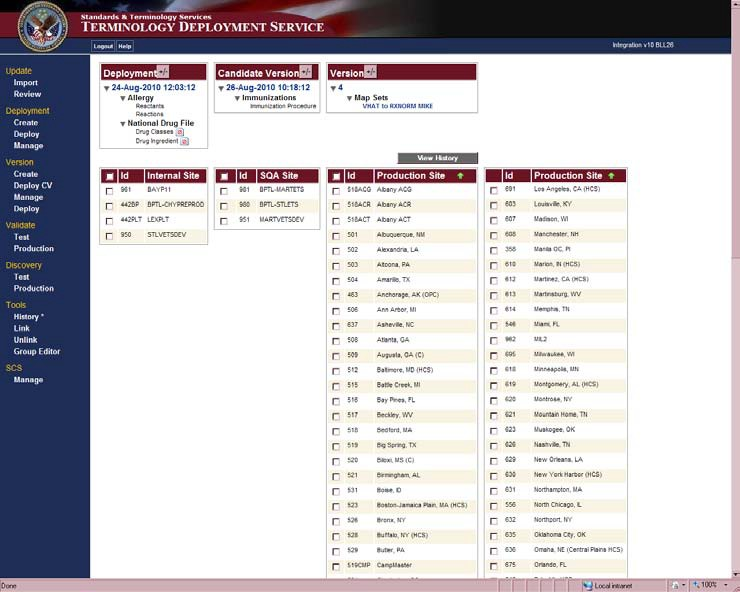 Standards & Terminology Services
TERMINOLOGY DEPLOYMENT SERVICE
Logout Help
Integration v10 BLL26
Update
Import
Review
Deployment
Create
Deploy
Manage
Version
Create
Deploy CV
Manage
Deploy
Validate
Test
Production
Discovery
Test
Production
Tools
History *
Link
Unlink
Group Editor
SCS
Manage
Deployment +/-
24-Aug-2010 12:03:12
Allergy
Reactants
Reactions
National Drug File
Drug Classes
Drug Ingredient
Candidate Version +/-
26-Aug-2010 10:18:12
Immunizations
Immunization Procedure
Version +/-
4
Map Sets
VHAT to RXNORM MIKE
View History
Id Internal Site
961 BAYP11
442BP BPTL-CHYPREPROD
442PLT LEXPLT
950 STLVETSDEV
Id SQA Site
981 BPTL-MARTETS
980 BPTL-STLETS
951 MARTVETSDEV
Id Production Site
518ACG Albany ACG
518ACR Albany ACR
518ACT Albany ACT
501 Albuquerque, NM
502 Alexandria, LA
503 Altoona, PA
504 Amarillo, TX
463 Anchorage, AK (OPC)
506 Ann Arbor, MI
637 Asheville, NC
508 Atlanta, GA
509 Augusta, GA (C)
512 Baltimore, MD (HCS)
515 Battle Creek, MI
516 Bay Pines, FL
517 Beckley, WV
518 Bedford, MA
519 Big Spring, TX
520 Biloxi, MS (C)
521 Birmingham, AL
531 Boise, ID
523 Boston-Jamaica Plain, MA (HCS)
526 Bronx, NY
528 Buffalo, NY (HCS)
529 Butler, PA
519CMP CampMaster
Id Production Site
691 Los Angeles, CA (HCS)
603 Louisville, KY
607 Madison, WI
608 Manchester, NH
358 Manila OC, PI
610 Marion, IN (HCS)
612 Martinez, CA (HCS)
613 Martinsburg, WV
614 Memphis, TN
546 Miami, FL
962 MIL2
695 Milwaukee, WI
618 Minneapolis, MN
619 Montgomery, AL (HCS)
620 Montrose, NY
621 Mountain Home, TN
623 Muskogee, OK
626 Nashville, TN
629 New Orleans, LA
630 New York Harbor (HCS)
631 Northampton, MA
556 North Chicago, IL
632 Northport, NY
635 Oklahoma City, OK
636 Omaha, NE (Central Plains HCS)
675 Orlando, FL
Done
Local intranet
100%